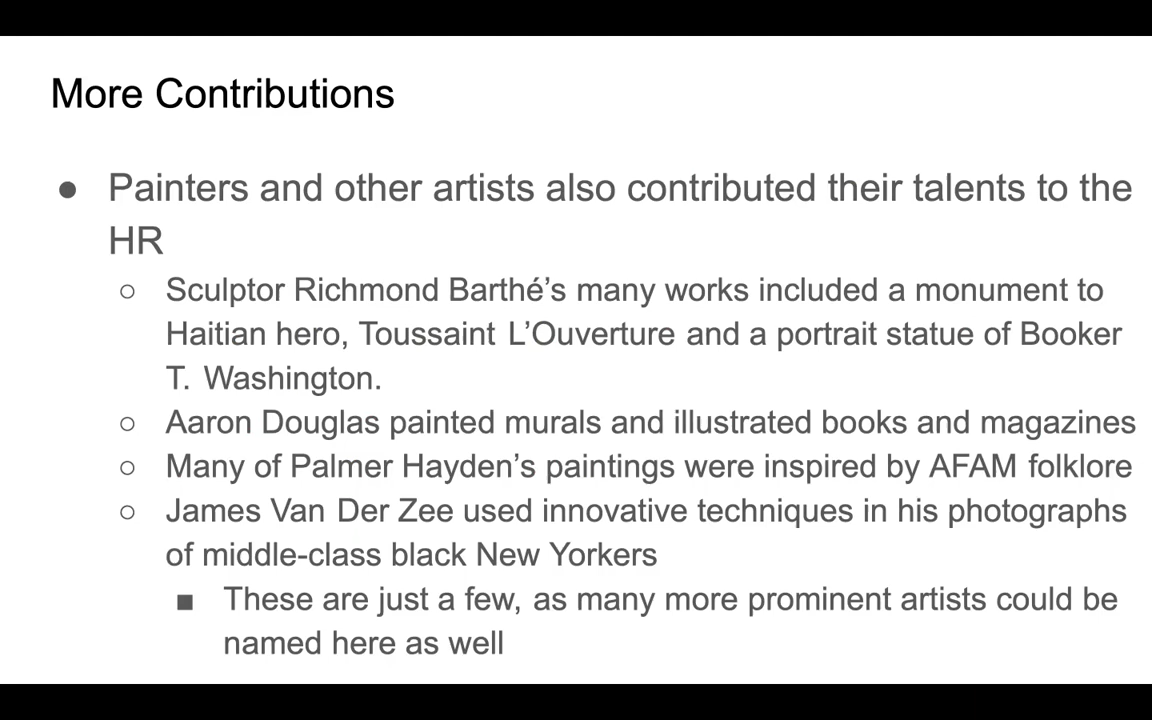 More Contributions
● Painters and other artists also contributed their talents to the
HR
○ Sculptor Richmond Barthé’s many works included a monument to
Haitian hero, Toussaint L’Ouverture and a portrait statue of Booker
T. Washington.
○ Aaron Douglas painted murals and illustrated books and magazines
○ Many of Palmer Hayden’s paintings were inspired by AFAM folklore
○ James Van Der Zee used innovative techniques in his photographs
of middle-class black New Yorkers
■ These are just a few, as many more prominent artists could be
named here as well